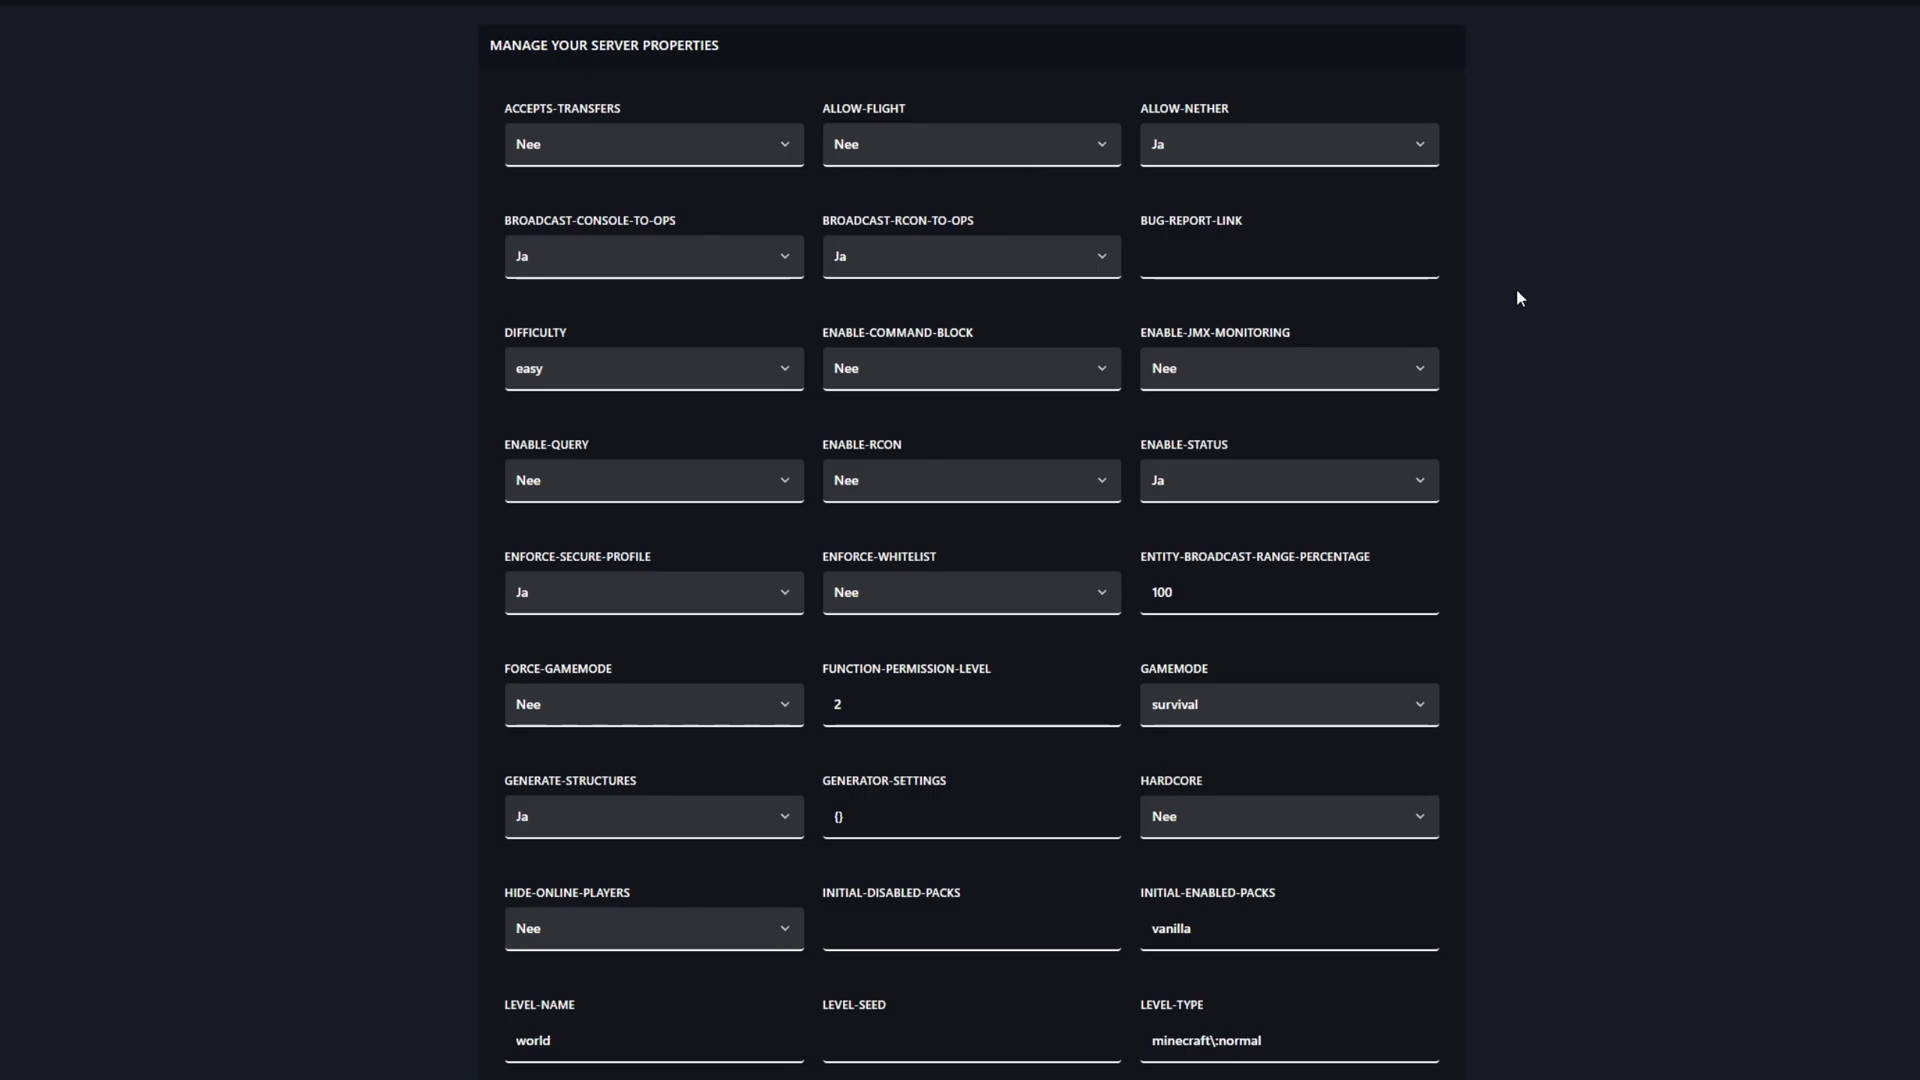 MANAGE YOUR SERVER PROPERTIES
ACCEPTS-TRANSFERS ALLOW-FLIGHT ALLOW-NETHER
Nee Nee Ja
BROADCAST-CONSOLE-TO-OPS BROADCAST-RCON-TO-OPS BUG-REPORT-LINK
Ja Ja
DIFFICULTY ENABLE-COMMAND-BLOCK ENABLE-JMX-MONITORING
easy Nee Nee
ENABLE-QUERY ENABLE-RCON ENABLE-STATUS
Nee Nee Ja
ENFORCE-SECURE-PROFILE ENFORCE-WHITELIST ENTITY-BROADCAST-RANGE-PERCENTAGE
Ja Nee 100
FORCE-GAMEMODE FUNCTION-PERMISSION-LEVEL GAMEMODE
Nee 2 survival
GENERATE-STRUCTURES GENERATOR-SETTINGS HARDCORE
Ja {} Nee
HIDE-ONLINE-PLAYERS INITIAL-DISABLED-PACKS INITIAL-ENABLED-PACKS
Nee vanilla
LEVEL-NAME LEVEL-SEED LEVEL-TYPE
world minecraft\:normal